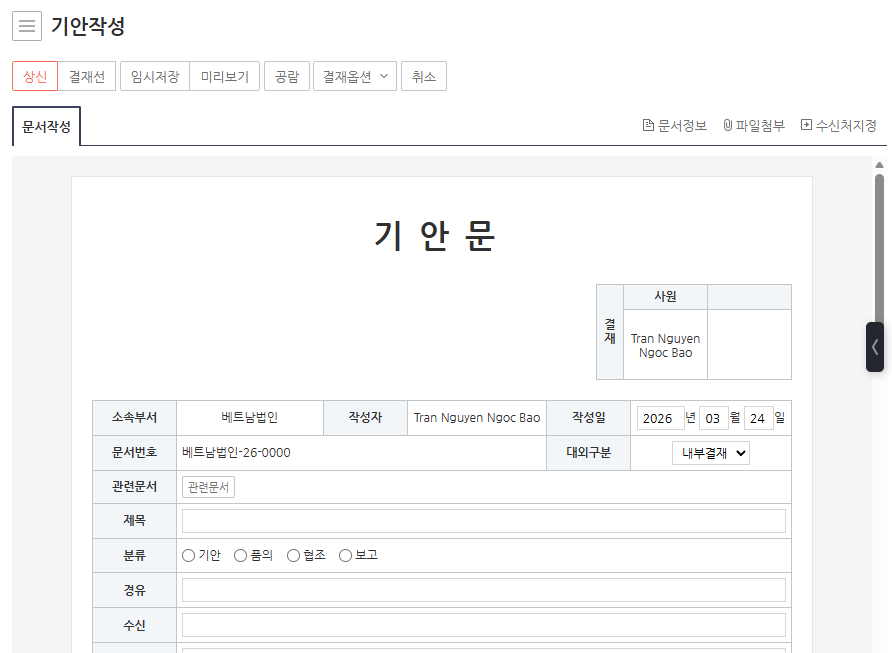 기안작성
상신 결재선 임시저장 미리보기 공람 결재옵션 취소
문서작성 문서정보 파일첨부 수신처지정
기 안 문
결재 사원
Tran Nguyen
Ngoc Bao
소속부서 베트남법인 작성자 Tran Nguyen Ngoc Bao 작성일 2026 년 03 월 24 일
문서번호 베트남법인-26-0000 대외구분 내부결재
관련문서 관련문서
제목
분류 기안 품의 협조 보고
경유
수신